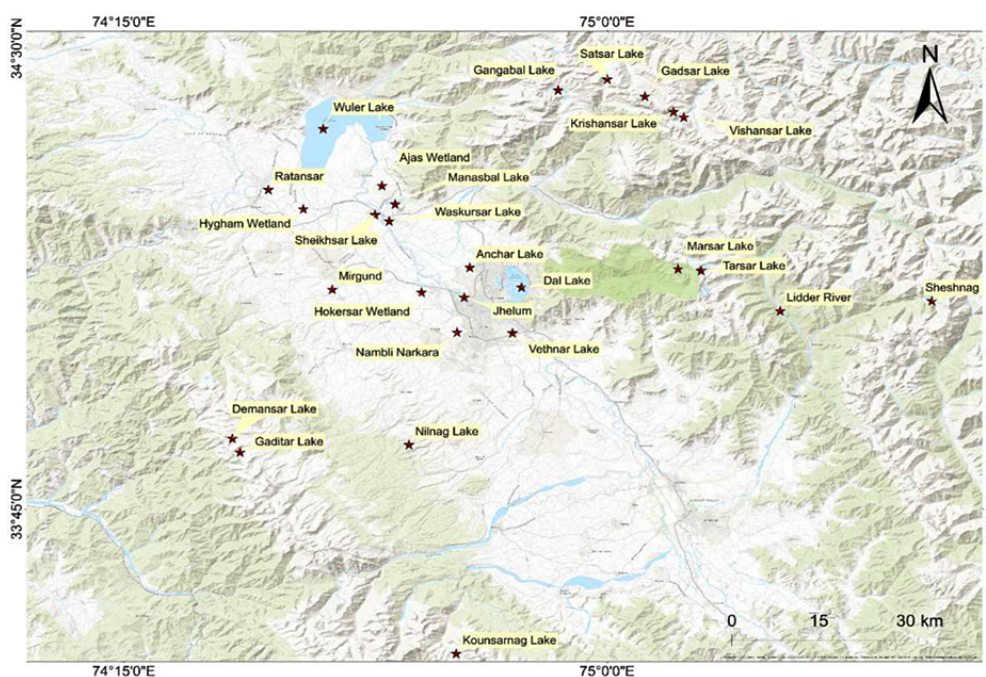 74°15'0"E
75°0'0"E
34°30'0"N
N
Satsar Lake
Gangabal Lake
Gadsar Lake
Wuler Lake
Krishansar Lake
Vishansar Lake
Ajas Wetland
Ratansar
Manasbal Lake
Hygham Wetland
Waskursar Lake
Sheikhsar Lake
Marsar Lake
Anchar Lake
Tarsar Lake
Mirgund
Dal Lake
Sheshnag
Lidder River
Hokersar Wetland
Jhelum
Nambli Narkara
Vethnar Lake
Demansar Lake
Gaditar Lake
Nilnag Lake
33°45'0"N
0 15 30 km
Kounsarnag Lake
74°15'0"E
75°0'0"E